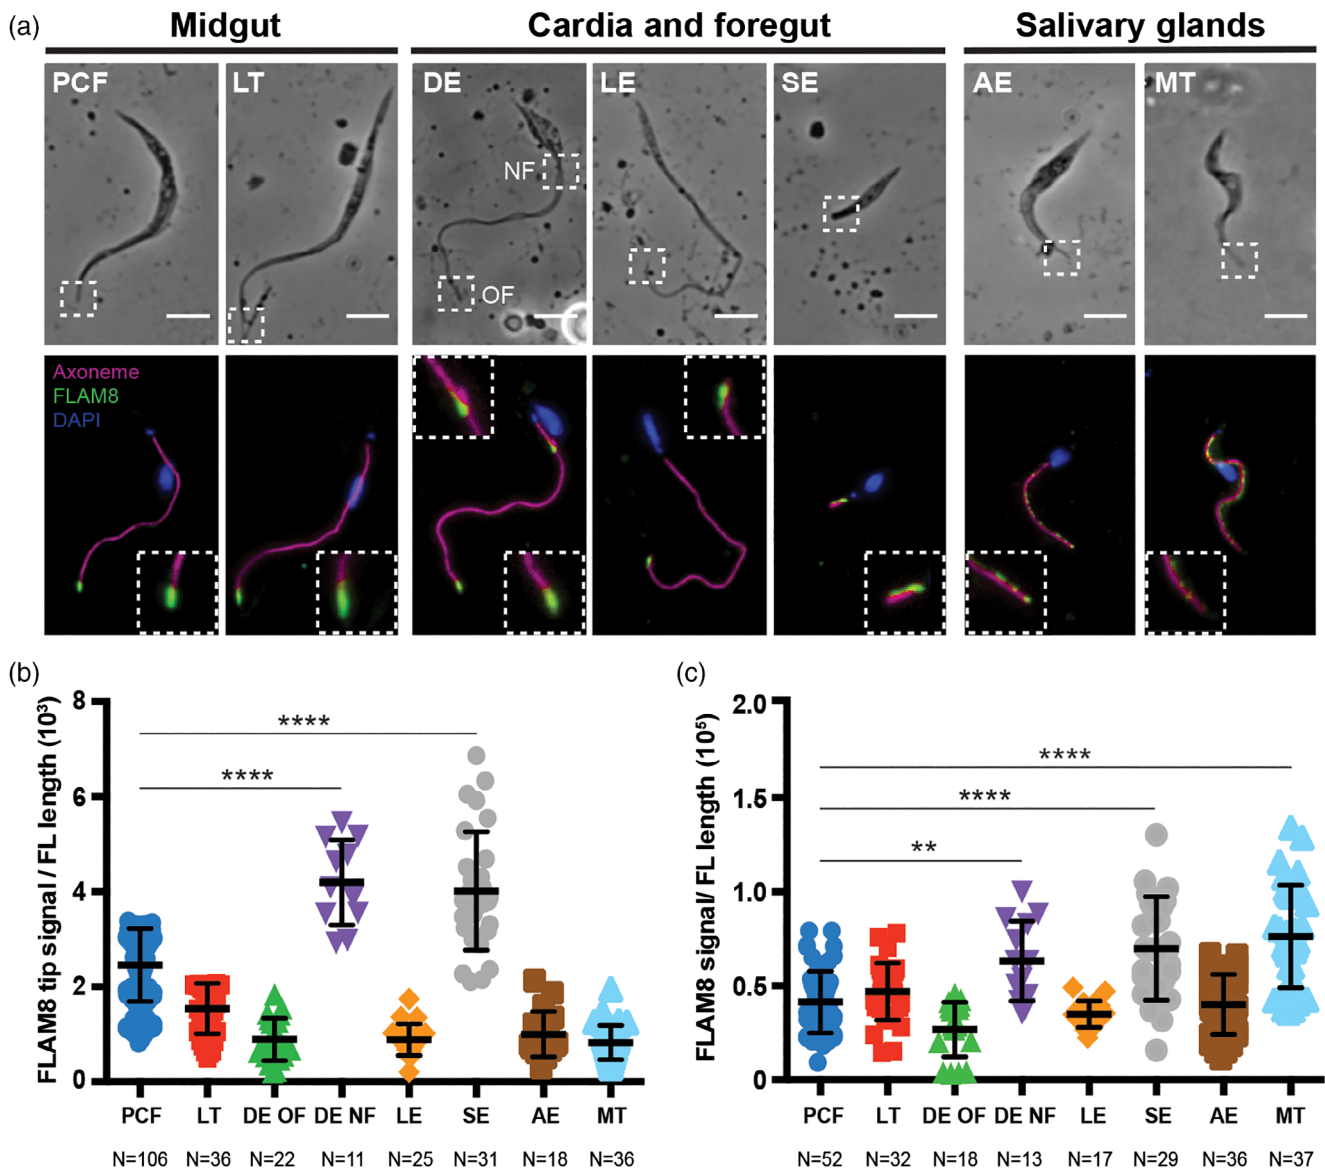 (a)
Midgut
Cardia and foregut
Salivary glands
PCF
LT
DE
LE
SE
AE
MT
NF
OF
Axoneme
FLAM8
DAPI
(b)
FLAM8 tip signal / FL length (10³)
8
6
4
2
0
****
****
PCF LT DE OF DE NF LE SE AE MT
N=106 N=36 N=22 N=11 N=25 N=31 N=18 N=36
(c)
FLAM8 signal/ FL length (10⁵)
2.0
1.5
1.0
0.5
0
****
****
**
PCF LT DE OF DE NF LE SE AE MT
N=52 N=32 N=18 N=13 N=17 N=29 N=36 N=37